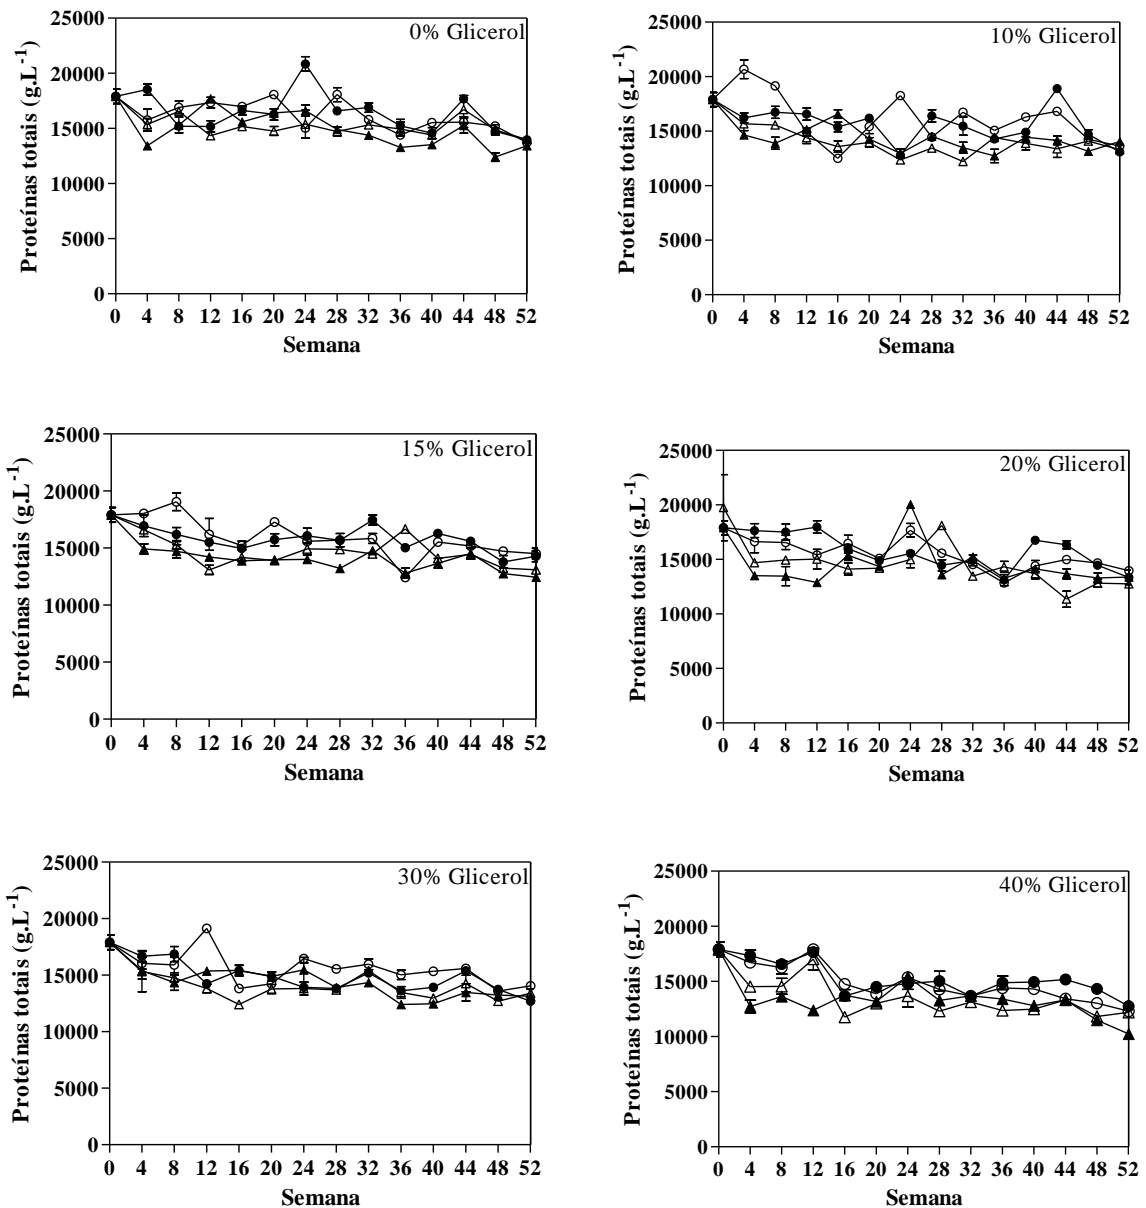 0% Glicerol
Proteínas totais (g.L-1)
25000
20000
15000
10000
5000
0
0 4 8 12 16 20 24 28 32 36 40 44 48 52
Semana
10% Glicerol
Proteínas totais (g.L-1)
25000
20000
15000
10000
5000
0
0 4 8 12 16 20 24 28 32 36 40 44 48 52
Semana
15% Glicerol
Proteínas totais (g.L-1)
25000
20000
15000
10000
5000
0
0 4 8 12 16 20 24 28 32 36 40 44 48 52
Semana
20% Glicerol
Proteínas totais (g.L-1)
25000
20000
15000
10000
5000
0
0 4 8 12 16 20 24 28 32 36 40 44 48 52
Semana
30% Glicerol
Proteínas totais (g.L-1)
25000
20000
15000
10000
5000
0
0 4 8 12 16 20 24 28 32 36 40 44 48 52
Semana
40% Glicerol
Proteínas totais (g.L-1)
25000
20000
15000
10000
5000
0
0 4 8 12 16 20 24 28 32 36 40 44 48 52
Semana